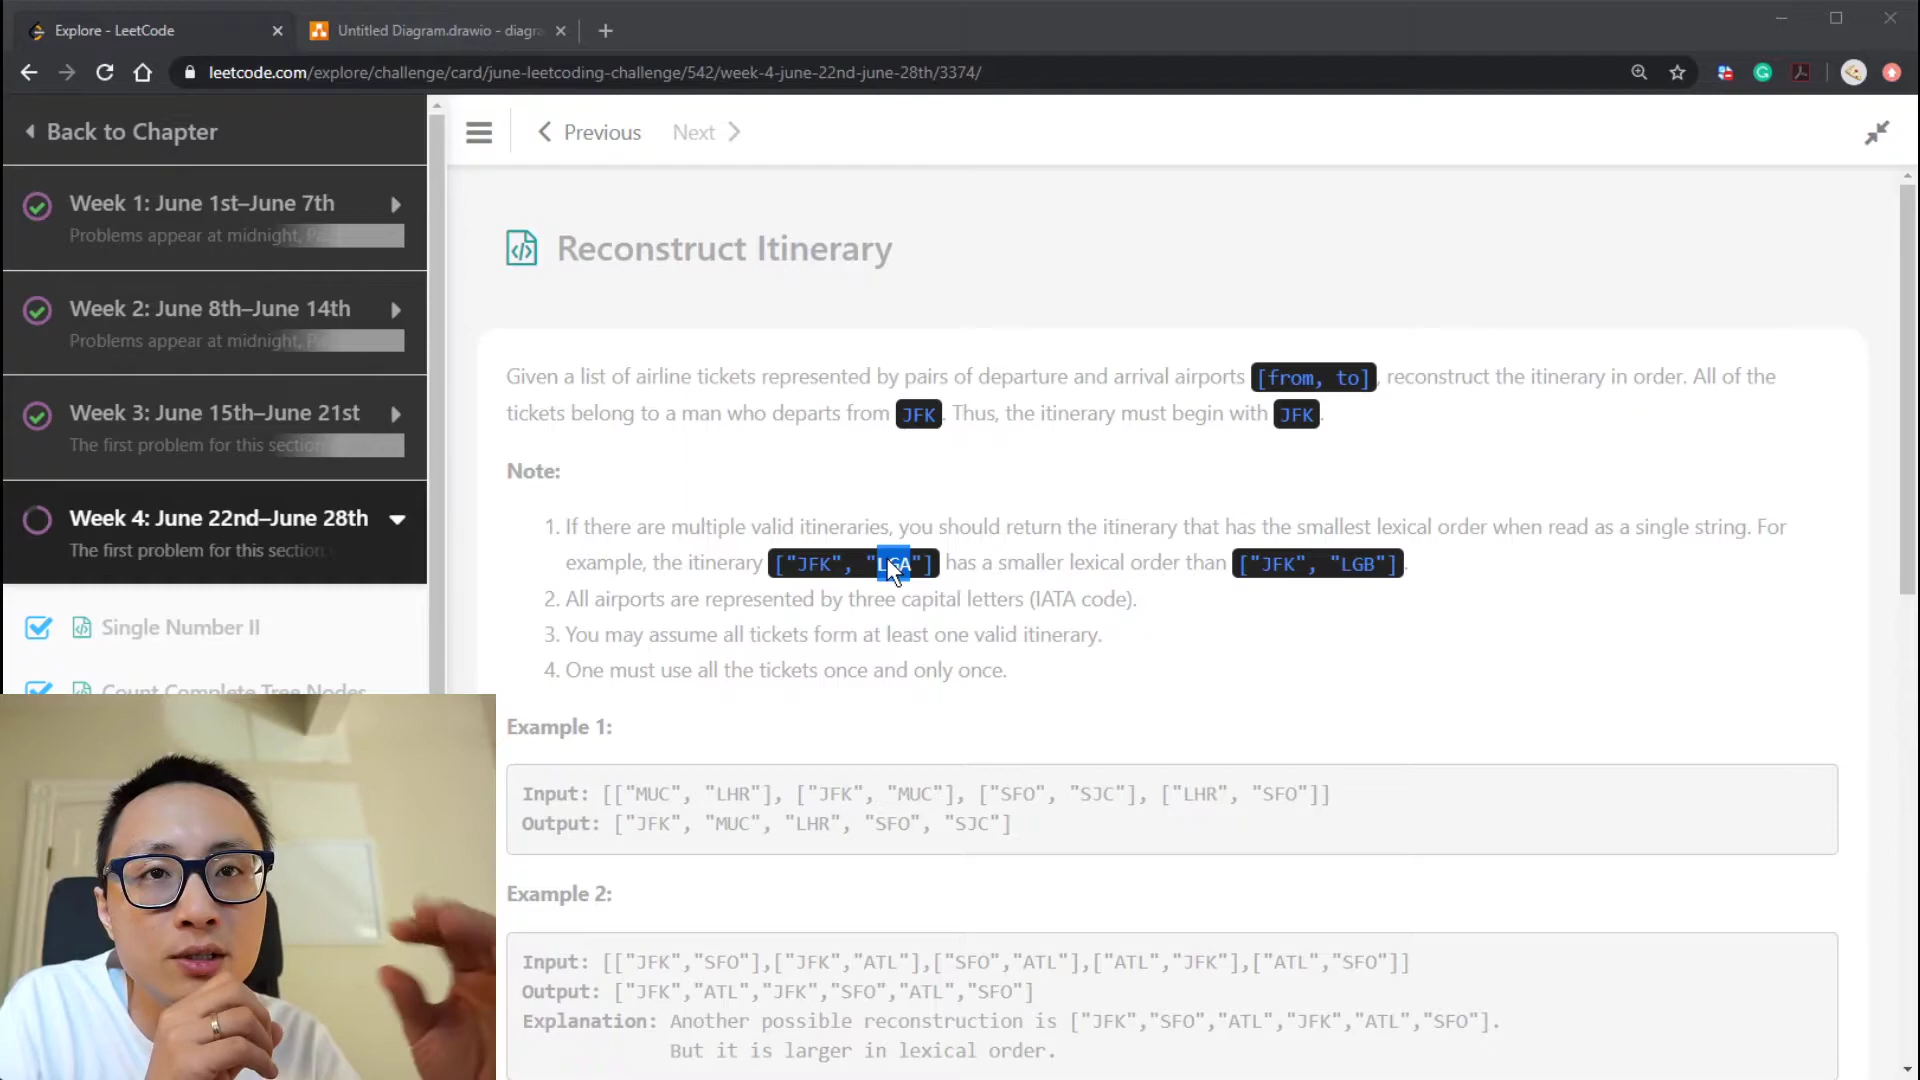 Explore - LeetCode
Untitled Diagram.drawio - diagra
leetcode.com/explore/challenge/card/june-leetcoding-challenge/542/week-4-june-22nd-june-28th/3374/
Back to Chapter
Previous
Next
Week 1: June 1st–June 7th
Problems appear at midnight,
Week 2: June 8th–June 14th
Problems appear at midnight,
Week 3: June 15th–June 21st
The first problem for this section
Week 4: June 22nd–June 28th
The first problem for this section
Single Number II
Count Complete Tree Nodes
Reconstruct Itinerary
Given a list of airline tickets represented by pairs of departure and arrival airports [from, to], reconstruct the itinerary in order. All of the
tickets belong to a man who departs from JFK. Thus, the itinerary must begin with JFK.
Note:
1. If there are multiple valid itineraries, you should return the itinerary that has the smallest lexical order when read as a single string. For
example, the itinerary ["JFK", "LGA"] has a smaller lexical order than ["JFK", "LGB"].
2. All airports are represented by three capital letters (IATA code).
3. You may assume all tickets form at least one valid itinerary.
4. One must use all the tickets once and only once.
Example 1:
Input: [["MUC", "LHR"], ["JFK", "MUC"], ["SFO", "SJC"], ["LHR", "SFO"]]
Output: ["JFK", "MUC", "LHR", "SFO", "SJC"]
Example 2:
Input: [["JFK","SFO"],["JFK","ATL"],["SFO","ATL"],["ATL","JFK"],["ATL","SFO"]]
Output: ["JFK","ATL","JFK","SFO","ATL","SFO"]
Explanation: Another possible reconstruction is ["JFK","SFO","ATL","JFK","ATL","SFO"].
But it is larger in lexical order.